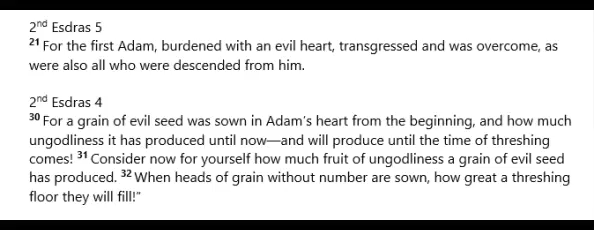 2nd Esdras 5
21 For the first Adam, burdened with an evil heart, transgressed and was overcome, as
were also all who were descended from him.
2nd Esdras 4
30 For a grain of evil seed was sown in Adam's heart from the beginning, and how much
ungodliness it has produced until now—and will produce until the time of threshing
comes! 31 Consider now for yourself how much fruit of ungodliness a grain of evil seed
has produced. 32 When heads of grain without number are sown, how great a threshing
floor they will fill!"